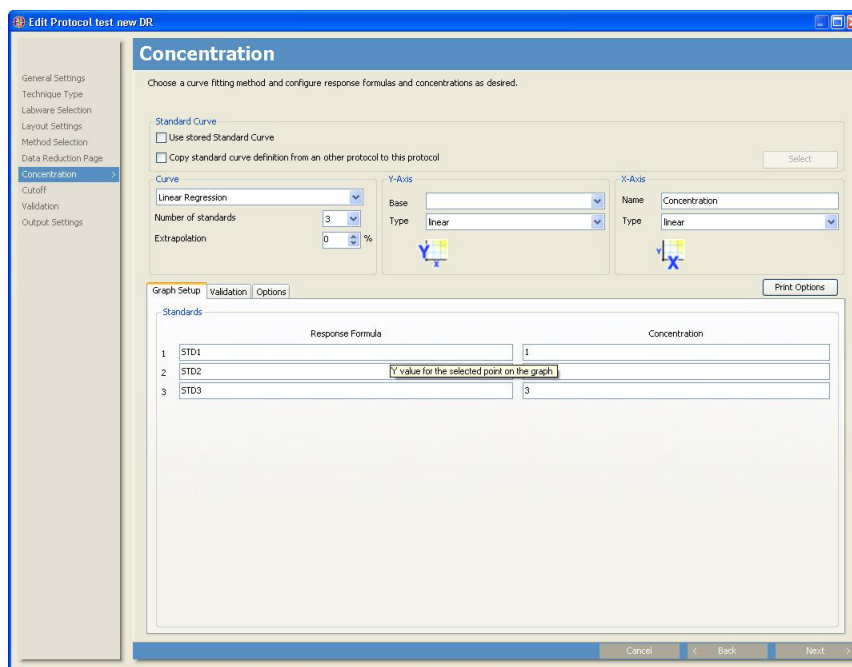 Edit Protocol test new DR
Concentration
General Settings
Technique Type
Labware Selection
Layout Settings
Method Selection
Data Reduction Page
Concentration >
Cutoff
Validation
Output Settings
Choose a curve fitting method and configure response formulas and concentrations as desired.
Standard Curve
Use stored Standard Curve
Copy standard curve definition from an other protocol to this protocol
Select
Curve
Linear Regression
Number of standards 3
Extrapolation 0 %
Y-Axis
Base
Type linear
Y X
X-Axis
Name Concentration
Type linear
Y X
Graph Setup Validation Options
Print Options
Standards
Response Formula Concentration
1 STD1 1
2 STD2
Y value for the selected point on the graph
3 STD3 3
Cancel < Back Next >